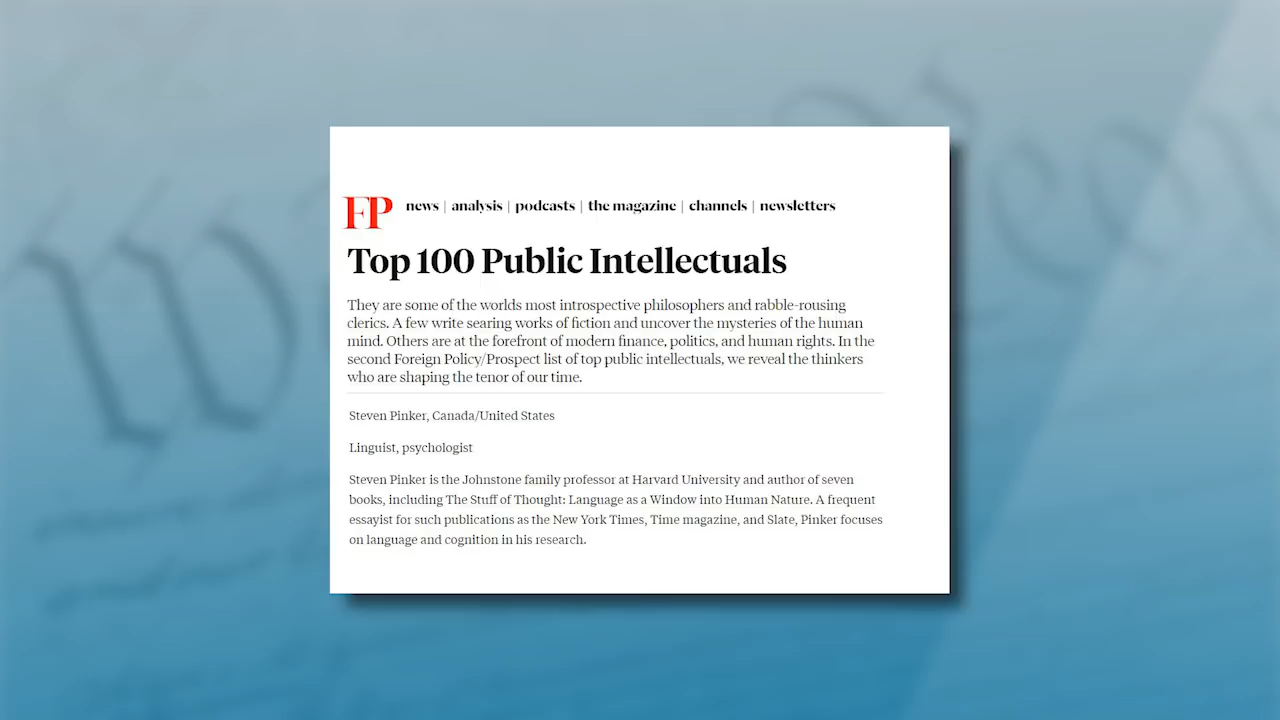 FP news | analysis | podcasts | the magazine | channels | newsletters
Top 100 Public Intellectuals
They are some of the worlds most introspective philosophers and rabble-rousing
clerics. A few write searing works of fiction and uncover the mysteries of the human
mind. Others are at the forefront of modern finance, politics, and human rights. In the
second Foreign Policy/Prospect list of top public intellectuals, we reveal the thinkers
who are shaping the tenor of our time.
Steven Pinker, Canada/United States
Linguist, psychologist
Steven Pinker is the Johnstone family professor at Harvard University and author of seven
books, including The Stuff of Thought: Language as a Window into Human Nature. A frequent
essayist for such publications as the New York Times, Time magazine, and Slate, Pinker focuses
on language and cognition in his research.